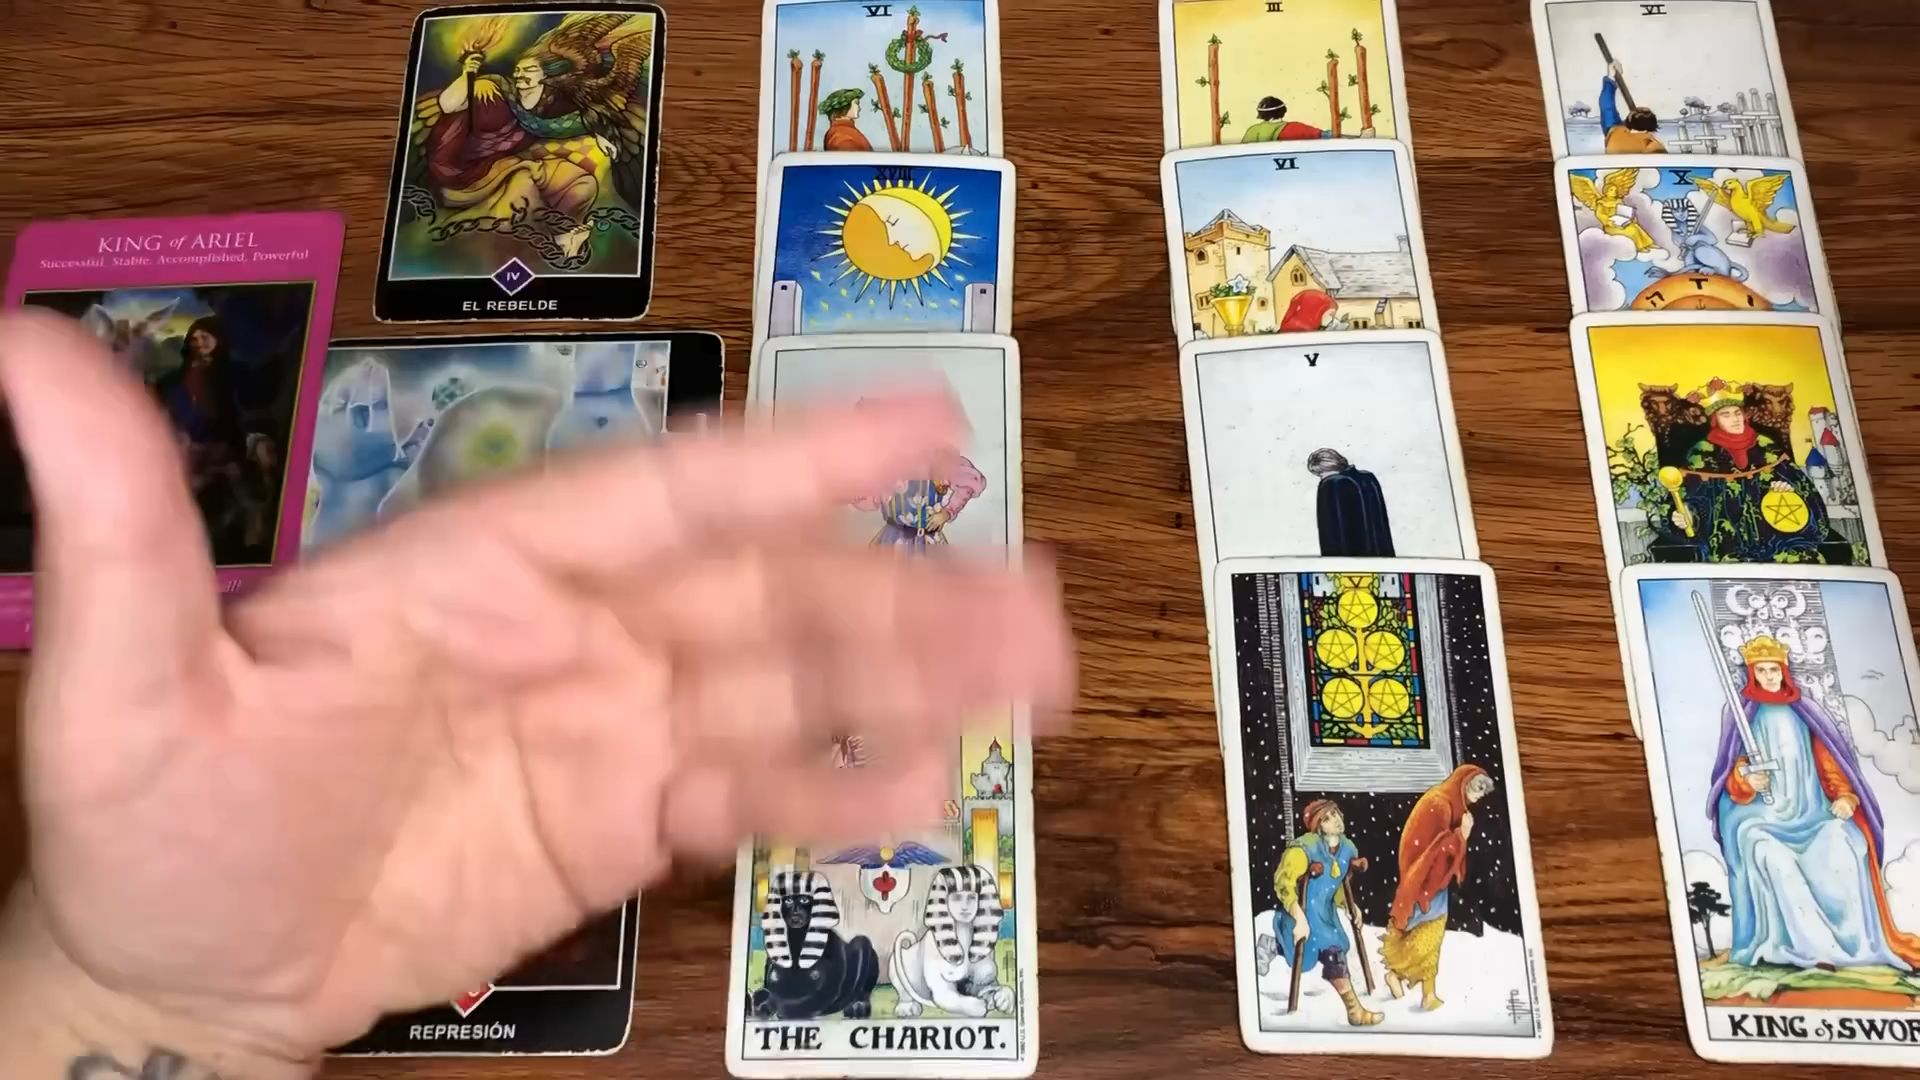 KING of ARIEL
Successful, Stable, Accomplished, Powerful
IV
EL REBELDE
REPRESIÓN
VI
XVIII
THE CHARIOT.
III
VI
V
VI
X
KING of SWOR